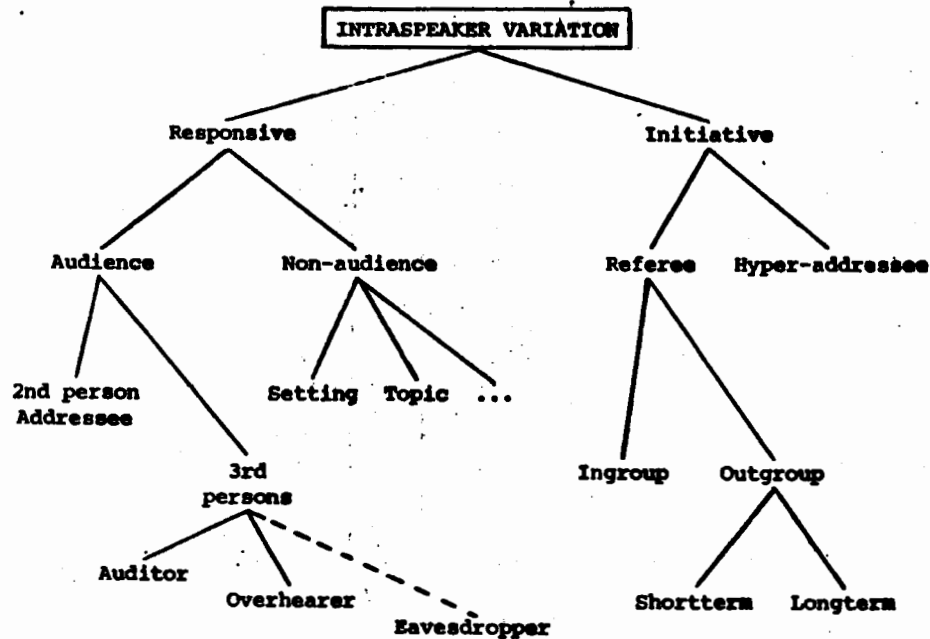 INTRASPEAKER VARIATION
Responsive
Initiative
Audience
Non-audience
Referee
Hyper-addressee
2nd person
Addressee
Setting
Topic
...
3rd
persons
Ingroup
Outgroup
Auditor
Overhearer
Eavesdropper
Shortterm
Longterm